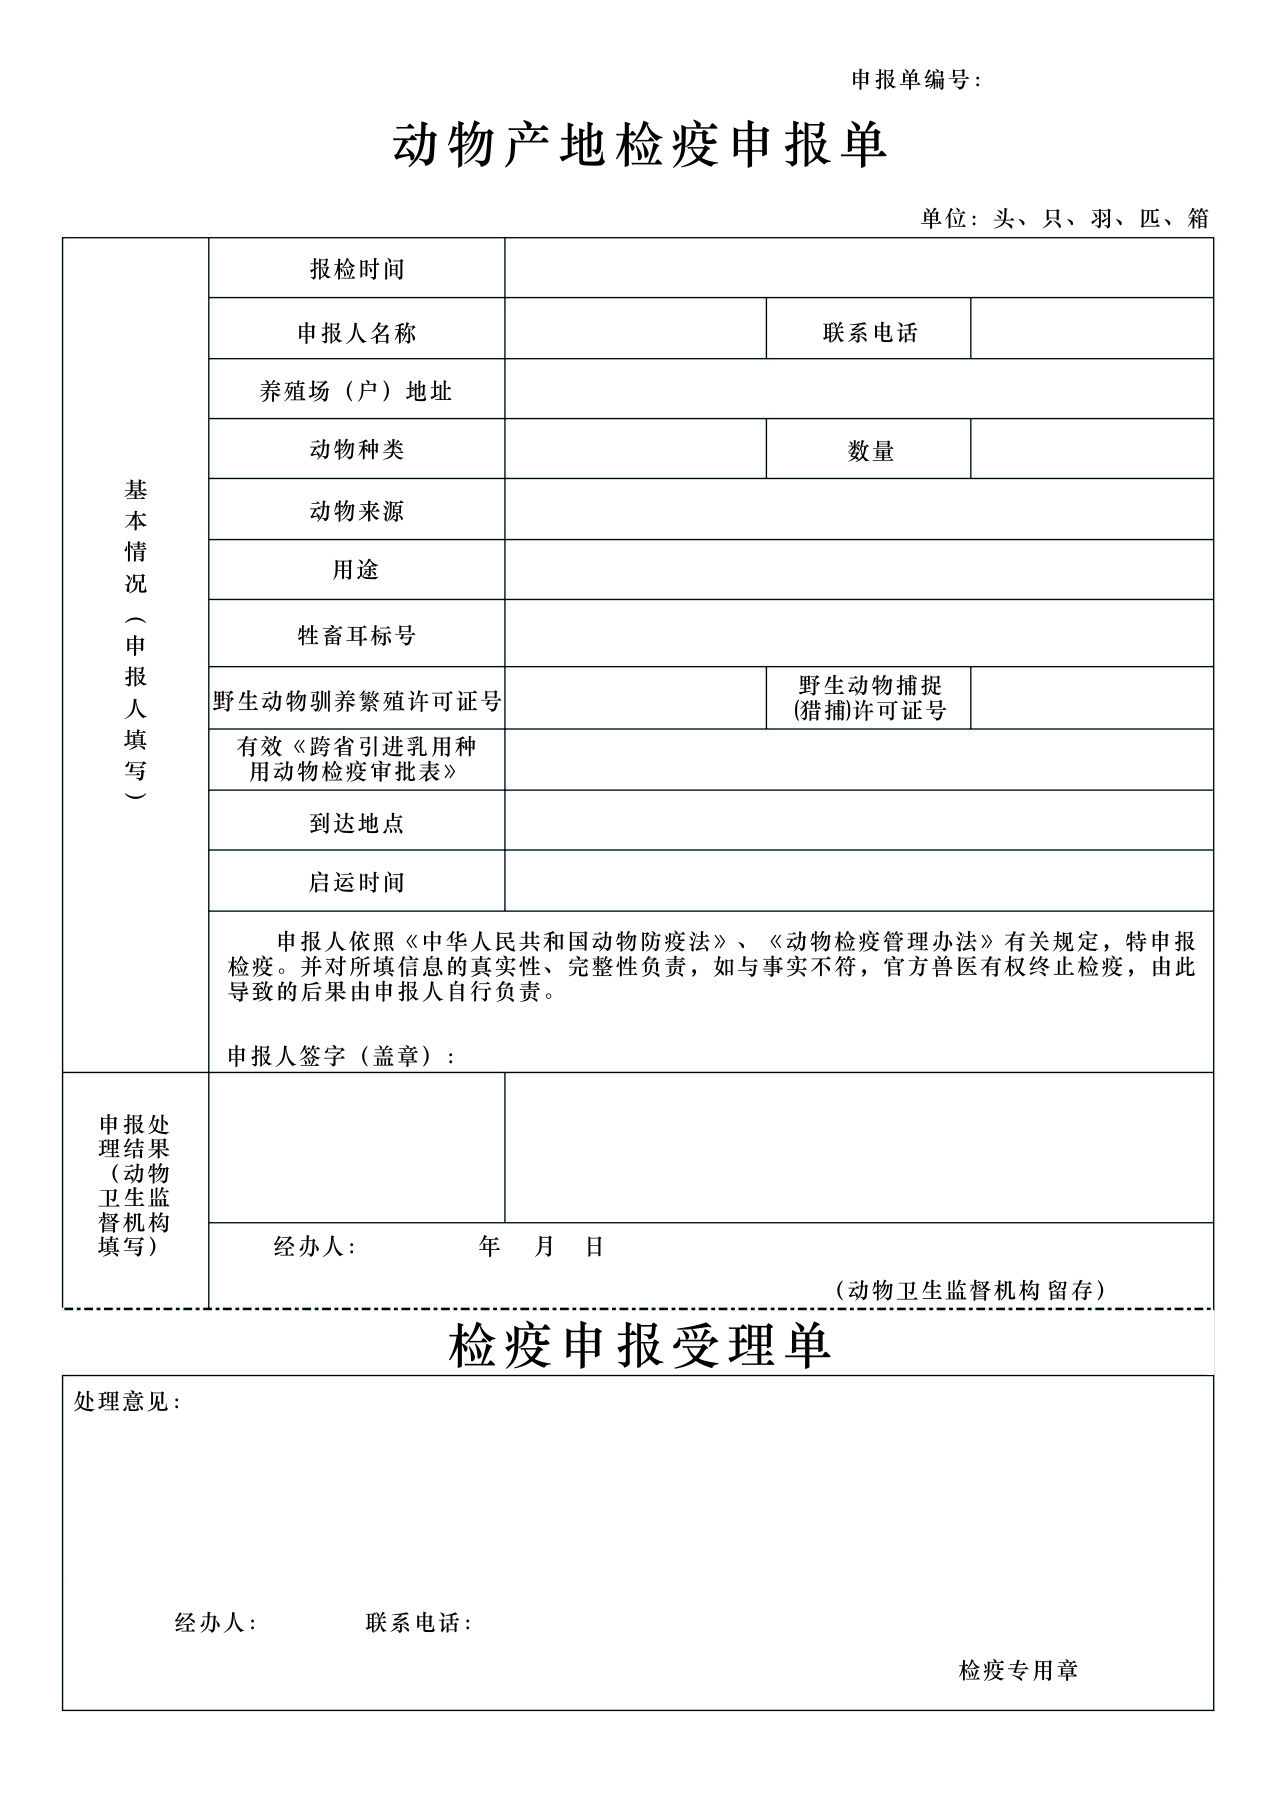 申报单编号：
动物产地检疫申报单
单位：头、只、羽、匹、箱
基本情况（申报人填写）
报检时间
申报人名称
联系电话
养殖场（户）地址
动物种类
数量
动物来源
用途
牲畜耳标号
野生动物驯养繁殖许可证号
野生动物捕捉
(猎捕)许可证号
有效《跨省引进乳用种
用动物检疫审批表》
到达地点
启运时间
申报人依照《中华人民共和国动物防疫法》、《动物检疫管理办法》有关规定，特申报
检疫。并对所填信息的真实性、完整性负责，如与事实不符，官方兽医有权终止检疫，由此
导致的后果由申报人自行负责。
申报人签字（盖章）：
申报处
理结果
（动物
卫生监
督机构
填写）
经办人： 年 月 日
（动物卫生监督机构 留存）
检疫申报受理单
处理意见：
经办人： 联系电话：
检疫专用章